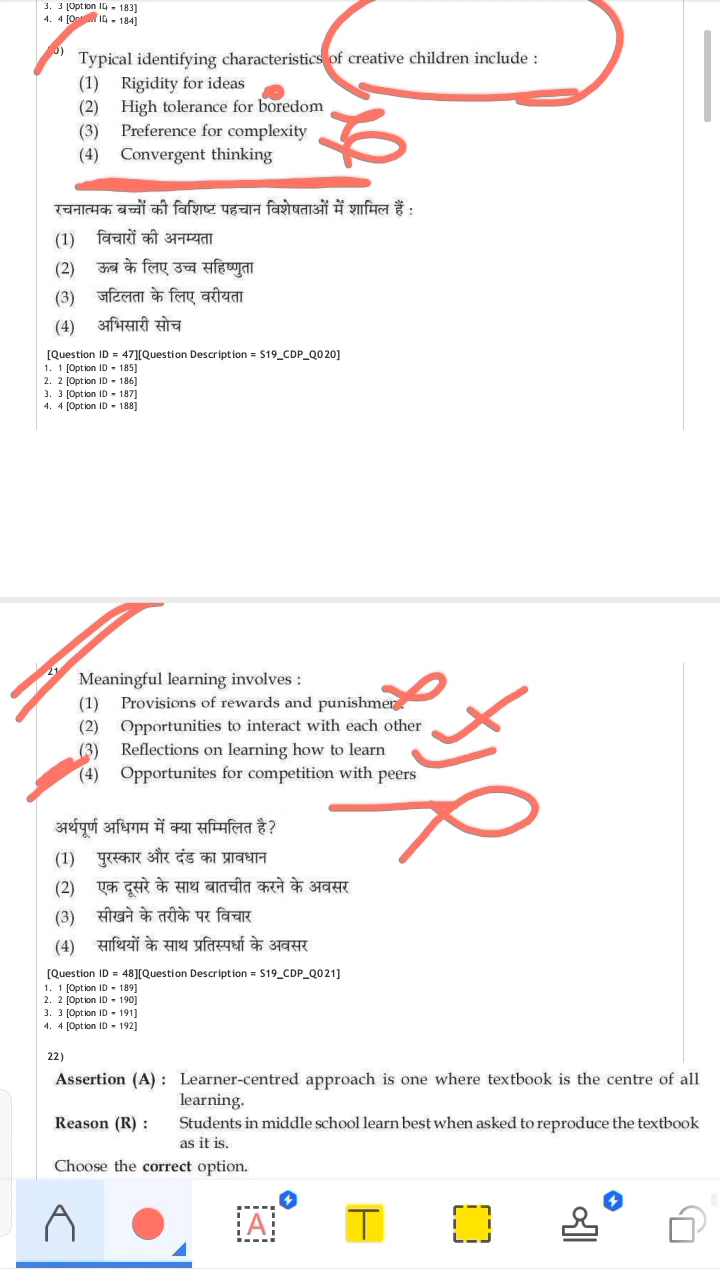 3. 3 [Option ID = 183]
4. 4 [Option ID = 184]
Typical identifying characteristics of creative children include :
(1) Rigidity for ideas
(2) High tolerance for boredom
(3) Preference for complexity
(4) Convergent thinking
रचनात्मक बच्चों की विशिष्ट पहचान विशेषताओं में शामिल हैं :
(1) विचारों की अनम्यता
(2) ऊब के लिए उच्च सहिष्णुता
(3) जटिलता के लिए वरीयता
(4) अभिसारी सोच
[Question ID = 47][Question Description = S19_CDP_Q020]
1. 1 [Option ID = 185]
2. 2 [Option ID = 186]
3. 3 [Option ID = 187]
4. 4 [Option ID = 188]
21
Meaningful learning involves :
(1) Provisions of rewards and punishment.
(2) Opportunities to interact with each other
(3) Reflections on learning how to learn
(4) Opportunites for competition with peers
अर्थपूर्ण अधिगम में क्या सम्मिलित है?
(1) पुरस्कार और दंड का प्रावधान
(2) एक दूसरे के साथ बातचीत करने के अवसर
(3) सीखने के तरीके पर विचार
(4) साथियों के साथ प्रतिस्पर्धा के अवसर
[Question ID = 48][Question Description = S19_CDP_Q021]
1. 1 [Option ID = 189]
2. 2 [Option ID = 190]
3. 3 [Option ID = 191]
4. 4 [Option ID = 192]
22)
Assertion (A) : Learner-centred approach is one where textbook is the centre of all
learning.
Reason (R) : Students in middle school learn best when asked to reproduce the textbook
as it is.
Choose the correct option.
A T